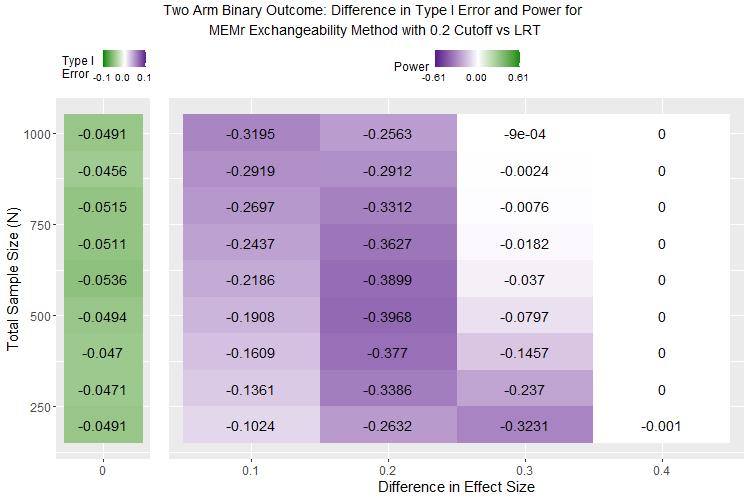 Two Arm Binary Outcome: Difference in Type I Error and Power for
MEMr Exchangeability Method with 0.2 Cutoff vs LRT
Type I
Error
-0.1 0.0 0.1
Power
-0.61 0.00 0.61
Total Sample Size (N)
1000 -0.0491 -0.3195 -0.2563 -9e-04 0
-0.0456 -0.2919 -0.2912 -0.0024 0
-0.0515 -0.2697 -0.3312 -0.0076 0
750
-0.0511 -0.2437 -0.3627 -0.0182 0
-0.0536 -0.2186 -0.3899 -0.037 0
500 -0.0494 -0.1908 -0.3968 -0.0797 0
-0.047 -0.1609 -0.377 -0.1457 0
-0.0471 -0.1361 -0.3386 -0.237 0
250
-0.0491 -0.1024 -0.2632 -0.3231 -0.001
0 0.1 0.2 0.3 0.4
Difference in Effect Size